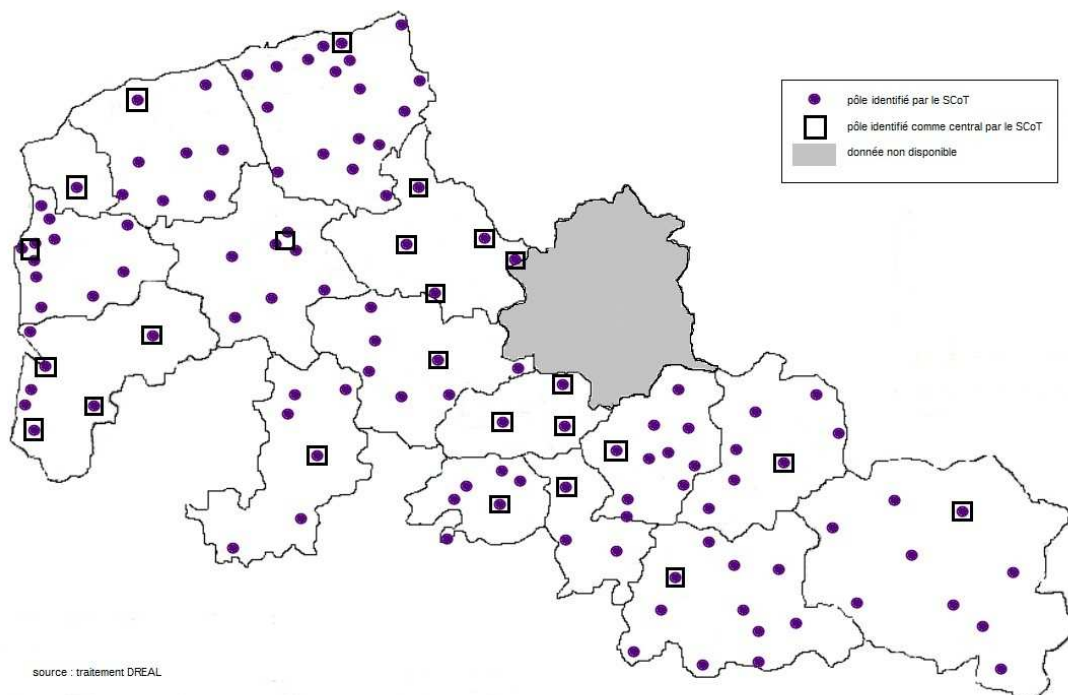 pôle identifié par le SCoT
pôle identifié comme central par le SCoT
donnée non disponible
source : traitement DREAL